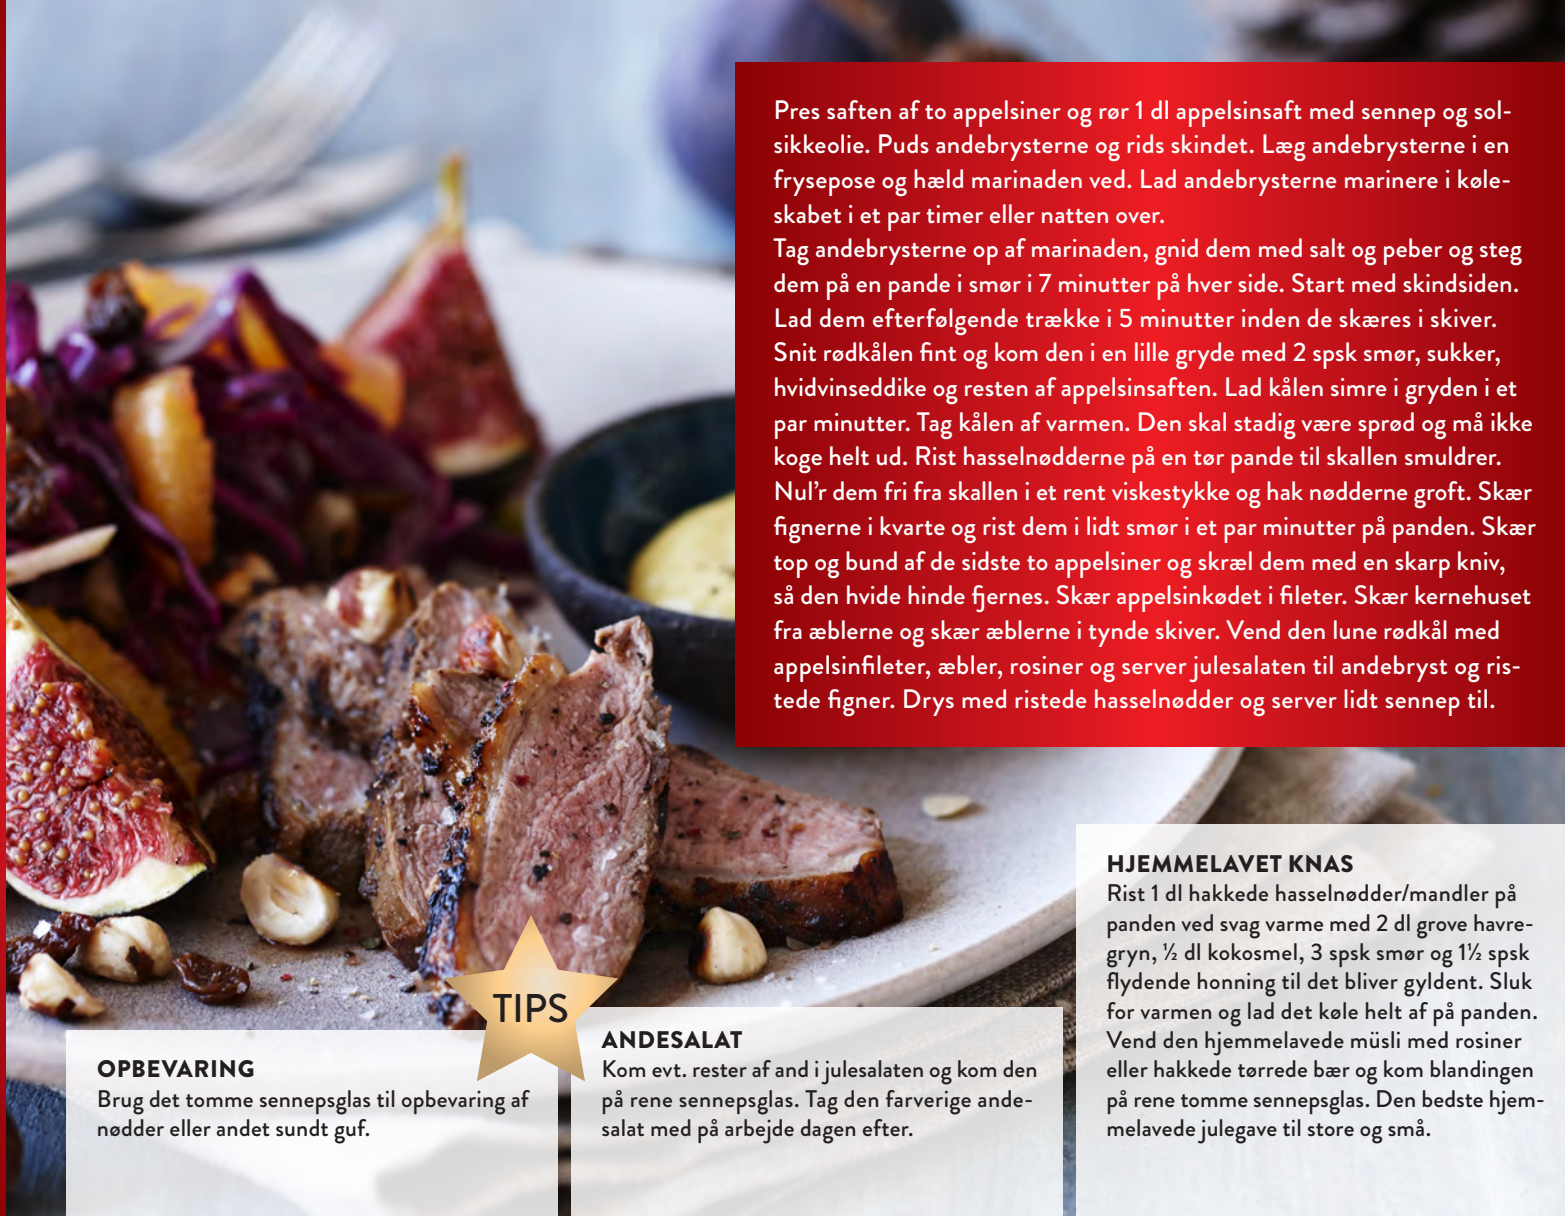 Pres saften af to appelsiner og rør 1 dl appelsinsaft med sennep og sol-
sikkeolie. Puds andebrysterne og rids skindet. Læg andebrysterne i en
frysepose og hæld marinaden ved. Lad andebrysterne marinere i køle-
skabet i et par timer eller natten over.
Tag andebrysterne op af marinaden, gnid dem med salt og peber og steg
dem på en pande i smør i 7 minutter på hver side. Start med skindsiden.
Lad dem efterfølgende trække i 5 minutter inden de skæres i skiver.
Snit rødkålen fint og kom den i en lille gryde med 2 spsk smør, sukker,
hvidvinseddike og resten af appelsinsaften. Lad kålen simre i gryden i et
par minutter. Tag kålen af varmen. Den skal stadig være sprød og må ikke
koge helt ud. Rist hasselnødderne på en tør pande til skallen smuldrer.
Nul’r dem fri fra skallen i et rent viskestykke og hak nødderne groft. Skær
fignerne i kvarte og rist dem i lidt smør i et par minutter på panden. Skær
top og bund af de sidste to appelsiner og skræl dem med en skarp kniv,
så den hvide hinde fjernes. Skær appelsinkødet i fileter. Skær kernehuset
fra æblerne og skær æblerne i tynde skiver. Vend den lune rødkål med
appelsinfileter, æbler, rosiner og server julesalaten til andebryst og ris-
tede figner. Drys med ristede hasselnødder og server lidt sennep til.
TIPS
OPBEVARING
Brug det tomme sennepsglas til opbevaring af
nødder eller andet sundt guf.
ANDESALAT
Kom evt. rester af and i julesalaten og kom den
på rene sennepsglas. Tag den farverige ande-
salat med på arbejde dagen efter.
HJEMMELAVET KNAS
Rist 1 dl hakkede hasselnødder/mandler på
panden ved svag varme med 2 dl grove havre-
gryn, ½ dl kokosmel, 3 spsk smør og 1½ spsk
flydende honning til det bliver gyldent. Sluk
for varmen og lad det køle helt af på panden.
Vend den hjemmelavede müsli med rosiner
eller hakkede tørrede bær og kom blandingen
på rene tomme sennepsglas. Den bedste hjem-
melavede julegave til store og små.